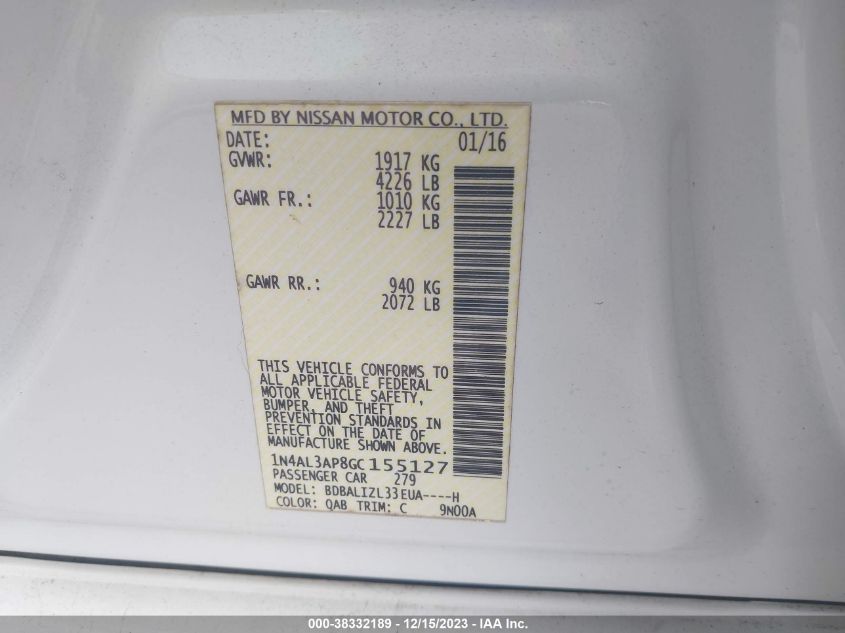 MFD BY NISSAN MOTOR CO., LTD.
DATE: 01/16
GVWR: 1917 KG
4226 LB
GAWR FR.: 1010 KG
2227 LB
GAWR RR.: 940 KG
2072 LB
THIS VEHICLE CONFORMS TO
ALL APPLICABLE FEDERAL
MOTOR VEHICLE SAFETY,
BUMPER, AND THEFT
PREVENTION STANDARDS IN
EFFECT ON THE DATE OF
MANUFACTURE SHOWN ABOVE.
1N4AL3AP8GC155127
PASSENGER CAR 279
MODEL: BDBALIZL33EUA----H
COLOR: QAB TRIM: C 9N00A
000-38332189 - 12/15/2023 - IAA Inc.